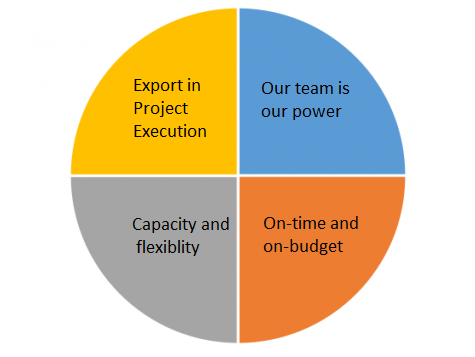 Export in
Project
Execution
Our team is
our power
Capacity and
flexiblity
On-time and
on-budget